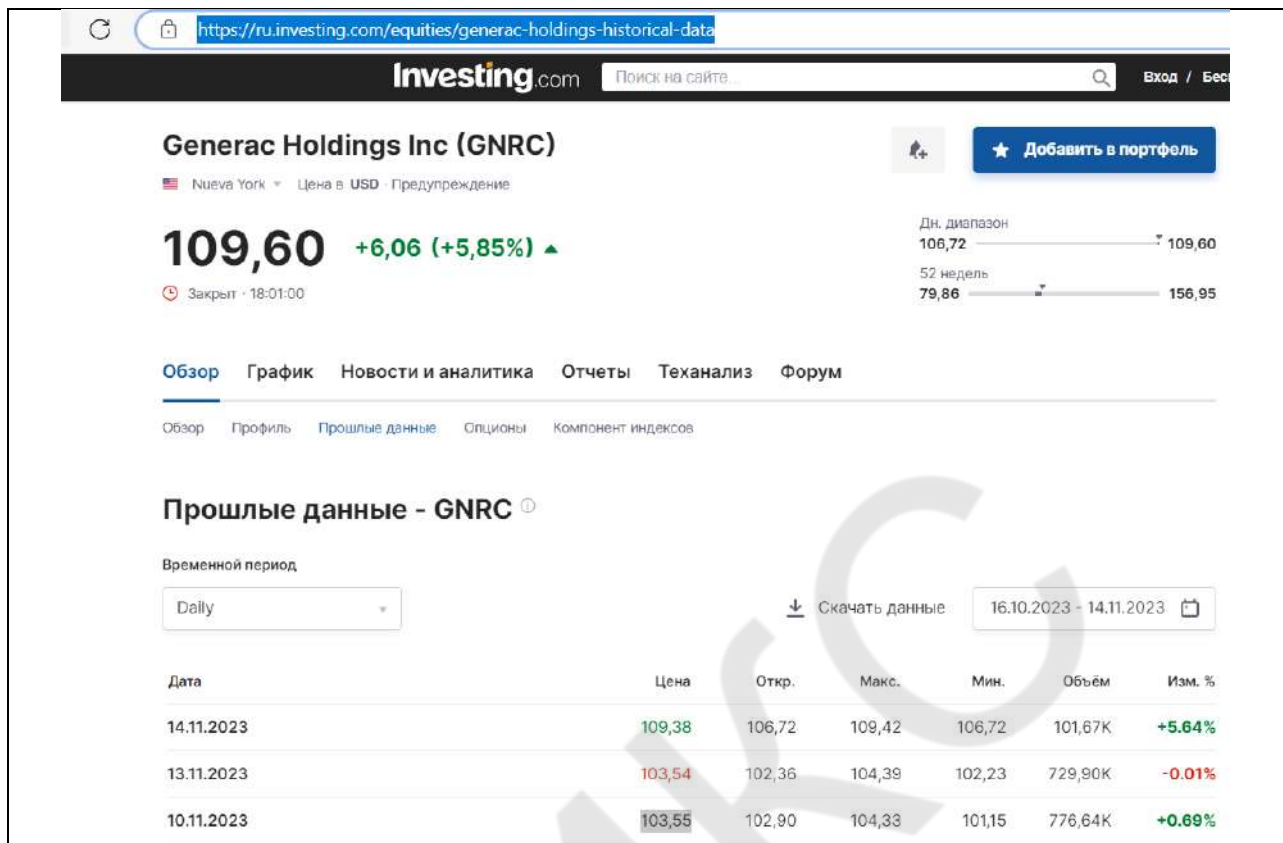 https://ru.investing.com/equities/generac-holdings-historical-data
Investing.com Поиск на сайте... Вход /
Generac Holdings Inc (GNRC)
Добавить в портфель
Nueva York Цена в USD · Предупреждение
109,60 +6,06 (+5,85%)
Дн. диапазон
106,72 109,60
Закрыт · 18:01:00
52 недель
79,86 156,95
Обзор График Новости и аналитика Отчеты Теханализ Форум
Обзор Профиль Прошлые данные Опционы Компонент индексов
Прошлые данные - GNRC
Временной период
Daily Скачать данные 16.10.2023 - 14.11.2023
Дата Цена Откр. Макс. Мин. Объём Изм. %
14.11.2023 109,38 106,72 109,42 106,72 101,67K +5.64%
13.11.2023 103,54 102,36 104,39 102,23 729,90K -0.01%
10.11.2023 103,55 102,90 104,33 101,15 776,64K +0.69%